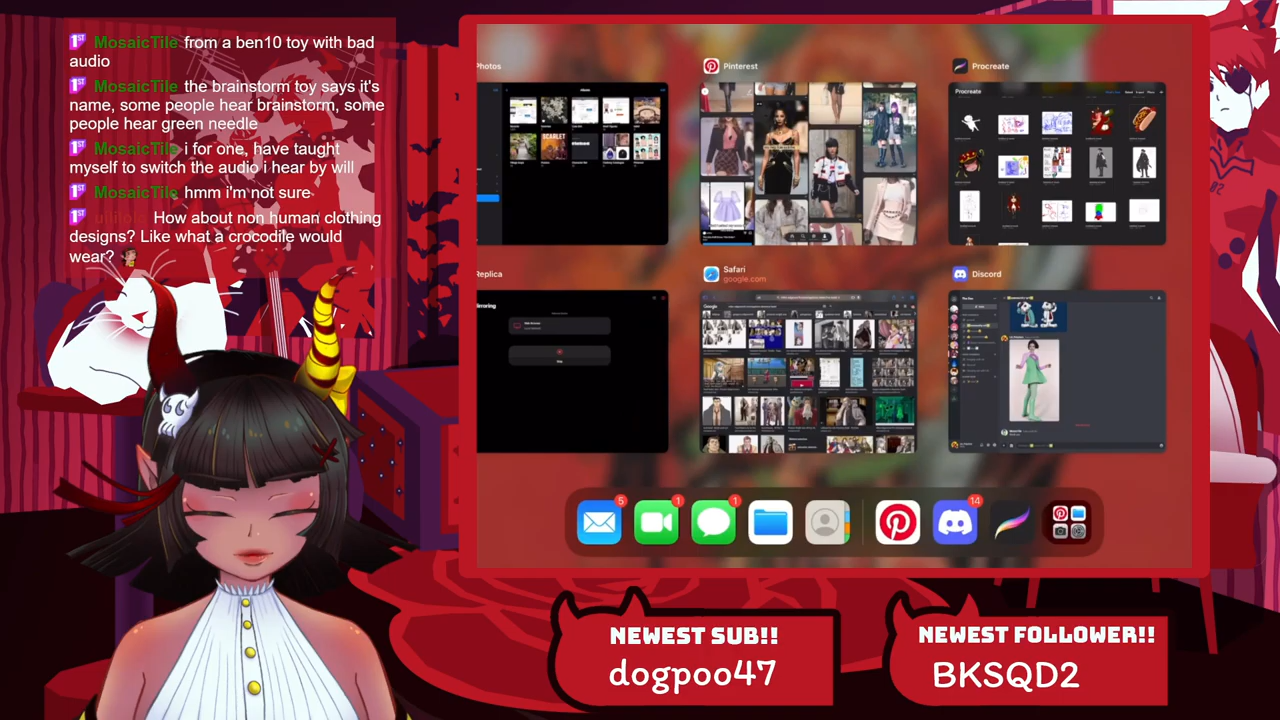 MosaicTile from a ben10 toy with bad
audio
MosaicTile the brainstorm toy says it's
name, some people hear brainstorm, some
people hear green needle
MosaicTile i for one, have taught
myself to switch the audio i hear by will
MosaicTile hmm i'm not sure
How about non human clothing
designs? Like what a crocodile would
wear?
Photos
Pinterest
Procreate
Procreate
SCARLET
Replica
Safari
google.com
Discord
5
1
1
14
NEWEST SUB!!
dogpoo47
NEWEST FOLLOWER!!
BKSQD2